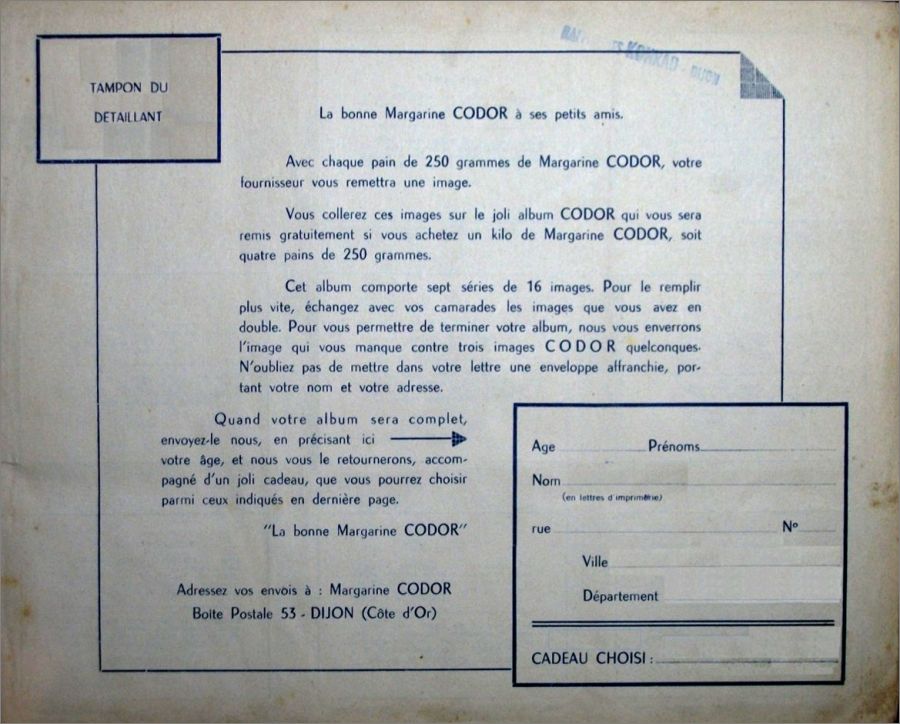 TAMPON DU
DETAILLANT
KONRAD - DIJON
La bonne Margarine CODOR à ses petits amis.
Avec chaque pain de 250 grammes de Margarine CODOR, votre
fournisseur vous remettra une image.
Vous collerez ces images sur le joli album CODOR qui vous sera
remis gratuitement si vous achetez un kilo de Margarine CODOR, soit
quatre pains de 250 grammes.
Cet album comporte sept séries de 16 images. Pour le remplir
plus vite, échangez avec vos camarades les images que vous avez en
double. Pour vous permettre de terminer votre album, nous vous enverrons
l'image qui vous manque contre trois images CODOR quelconques.
N'oubliez pas de mettre dans votre lettre une enveloppe affranchie, por-
tant votre nom et votre adresse.
Quand votre album sera complet,
envoyez-le nous, en précisant ici
votre âge, et nous vous le retournerons, accom-
pagné d'un joli cadeau, que vous pourrez choisir
parmi ceux indiqués en dernière page.
"La bonne Margarine CODOR"
Adressez vos envois à : Margarine CODOR
Boite Postale 53 - DIJON (Côte d'Or)
Age Prénoms
Nom
(en lettres d'imprimérie)
rue N°
Ville
Département
CADEAU CHOISI :